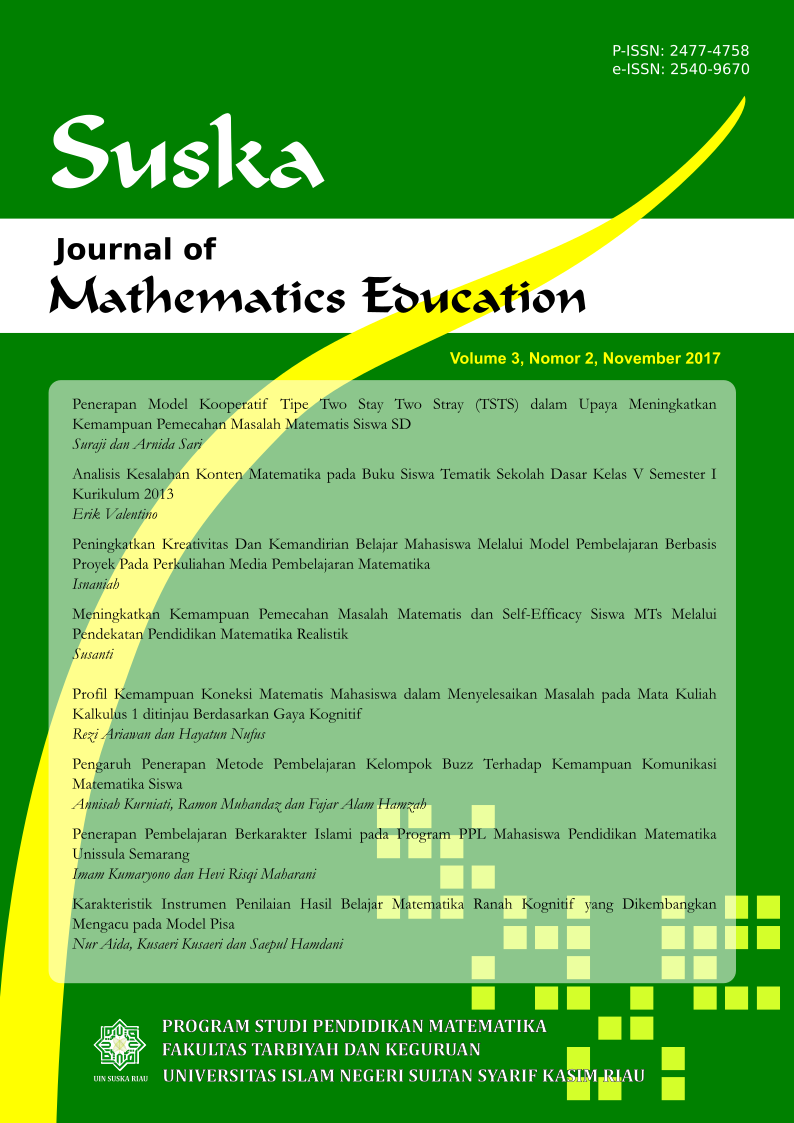 P-ISSN: 2477-4758
e-ISSN: 2540-9670
Suska
Journal of
Mathematics Education
Volume 3, Nomor 2, November 2017
Penerapan Model Kooperatif Tipe Two Stay Two Stray (TSTS) dalam Upaya Meningkatkan
Kemampuan Pemecahan Masalah Matematis Siswa SD
Suraji dan Arnida Sari
Analisis Kesalahan Konten Matematika pada Buku Siswa Tematik Sekolah Dasar Kelas V Semester I
Kurikulum 2013
Erik Valentino
Peningkatkan Kreativitas Dan Kemandirian Belajar Mahasiswa Melalui Model Pembelajaran Berbasis
Proyek Pada Perkuliahan Media Pembelajaran Matematika
Isnaniah
Meningkatkan Kemampuan Pemecahan Masalah Matematis dan Self-Efficacy Siswa MTs Melalui
Pendekatan Pendidikan Matematika Realistik
Susanti
Profil Kemampuan Koneksi Matematis Mahasiswa dalam Menyelesaikan Masalah pada Mata Kuliah
Kalkulus 1 ditinjau Berdasarkan Gaya Kognitif
Rezi Ariawan dan Hayatun Nufus
Pengaruh Penerapan Metode Pembelajaran Kelompok Buzz Terhadap Kemampuan Komunikasi
Matematika Siswa
Annisah Kurniati, Ramon Muhandaz dan Fajar Alam Hamzah
Penerapan Pembelajaran Berkarakter Islami pada Program PPL Mahasiswa Pendidikan Matematika
Unissula Semarang
Imam Kumaryono dan Hevi Risqi Maharani
Karakteristik Instrumen Penilaian Hasil Belajar Matematika Ranah Kognitif yang Dikembangkan
Mengacu pada Model Pisa
Nur Aida, Kusaeri Kusaeri dan Saepul Hamdani
PROGRAM STUDI PENDIDIKAN MATEMATIKA
FAKULTAS TARBIYAH DAN KEGURUAN
UNIVERSITAS ISLAM NEGERI SULTAN SYARIF KASIM RIAU
UIN SUSKA RIAU